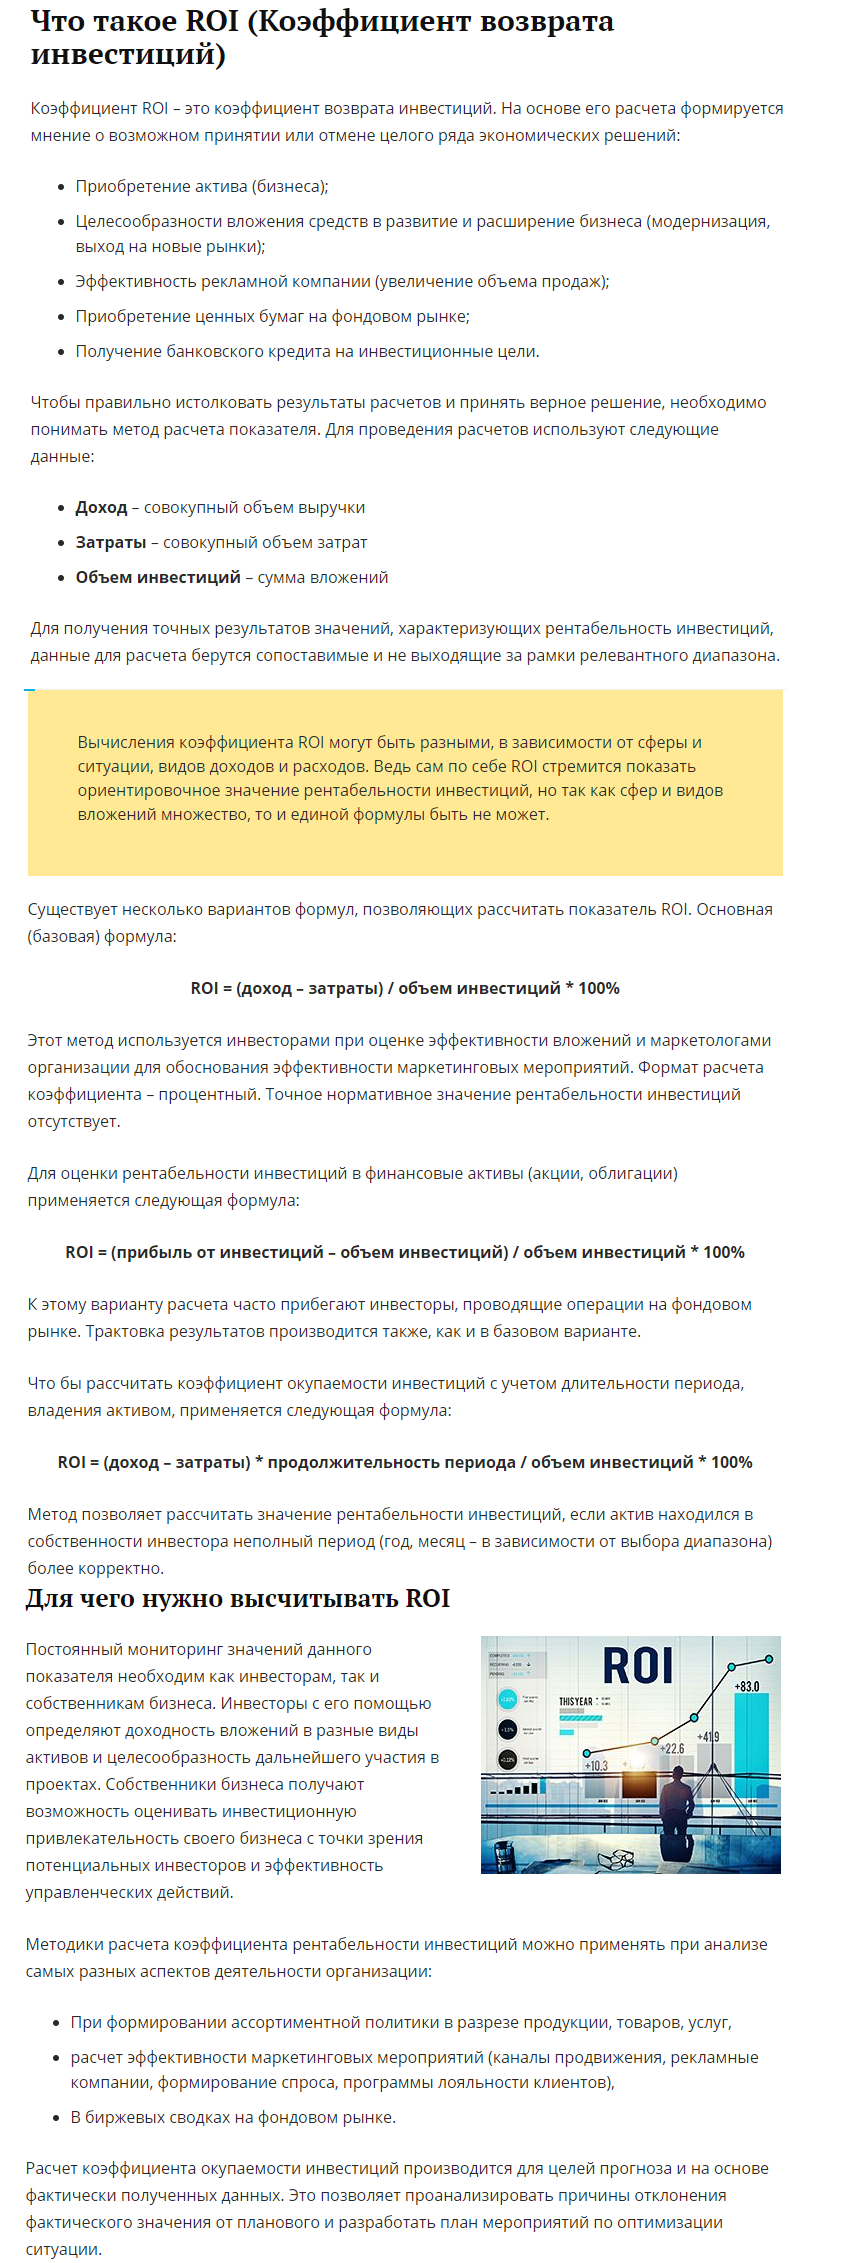 Что такое ROI (Коэффициент возврата
инвестиций)
Коэффициент ROI – это коэффициент возврата инвестиций. На основе его расчета формируется
мнение о возможном принятии или отмене целого ряда экономических решений:
• Приобретение актива (бизнеса);
• Целесообразности вложения средств в развитие и расширение бизнеса (модернизация,
выход на новые рынки);
• Эффективность рекламной компании (увеличение объема продаж);
• Приобретение ценных бумаг на фондовом рынке;
• Получение банковского кредита на инвестиционные цели.
Чтобы правильно истолковать результаты расчетов и принять верное решение, необходимо
понимать метод расчета показателя. Для проведения расчетов используют следующие
данные:
• Доход – совокупный объем выручки
• Затраты – совокупный объем затрат
• Объем инвестиций – сумма вложений
Для получения точных результатов значений, характеризующих рентабельность инвестиций,
данные для расчета берутся сопоставимые и не выходящие за рамки релевантного диапазона.
Вычисления коэффициента ROI могут быть разными, в зависимости от сферы и
ситуации, видов доходов и расходов. Ведь сам по себе ROI стремится показать
ориентировочное значение рентабельности инвестиций, но так как сфер и видов
вложений множество, то и единой формулы быть не может.
Существует несколько вариантов формул, позволяющих рассчитать показатель ROI. Основная
(базовая) формула:
ROI = (доход – затраты) / объем инвестиций * 100%
Этот метод используется инвесторами при оценке эффективности вложений и маркетологами
организации для обоснования эффективности маркетинговых мероприятий. Формат расчета
коэффициента – процентный. Точное нормативное значение рентабельности инвестиций
отсутствует.
Для оценки рентабельности инвестиций в финансовые активы (акции, облигации)
применяется следующая формула:
ROI = (прибыль от инвестиций – объем инвестиций) / объем инвестиций * 100%
К этому варианту расчета часто прибегают инвесторы, проводящие операции на фондовом
рынке. Трактовка результатов производится также, как и в базовом варианте.
Что бы рассчитать коэффициент окупаемости инвестиций с учетом длительности периода,
владения активом, применяется следующая формула:
ROI = (доход – затраты) * продолжительность периода / объем инвестиций * 100%
Метод позволяет рассчитать значение рентабельности инвестиций, если актив находился в
собственности инвестора неполный период (год, месяц – в зависимости от выбора диапазона)
более корректно.
Для чего нужно высчитывать ROI
Постоянный мониторинг значений данного
показателя необходим как инвесторам, так и
собственникам бизнеса. Инвесторы с его помощью
определяют доходность вложений в разные виды
активов и целесообразность дальнейшего участия в
проектах. Собственники бизнеса получают
возможность оценивать инвестиционную
привлекательность своего бизнеса с точки зрения
потенциальных инвесторов и эффективность
управленческих действий.
ROI
THIS YEAR :
+83.0
+41.9
+22.6
+10.3
Методики расчета коэффициента рентабельности инвестиций можно применять при анализе
самых разных аспектов деятельности организации:
• При формировании ассортиментной политики в разрезе продукции, товаров, услуг,
• расчет эффективности маркетинговых мероприятий (каналы продвижения, рекламные
компании, формирование спроса, программы лояльности клиентов),
• В биржевых сводках на фондовом рынке.
Расчет коэффициента окупаемости инвестиций производится для целей прогноза и на основе
фактически полученных данных. Это позволяет проанализировать причины отклонения
фактического значения от планового и разработать план мероприятий по оптимизации
ситуации.